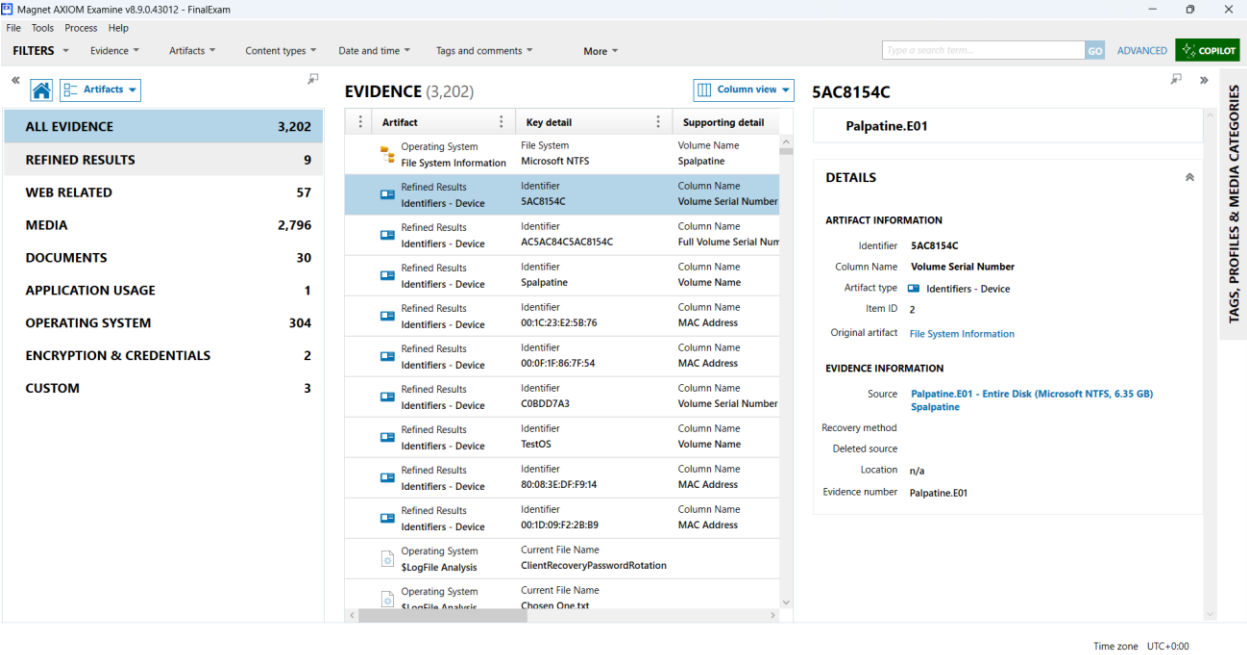 Magnet AXIOM Examine v8.9.0.43012 - FinalExam
File Tools Process Help
FILTERS Evidence Artifacts Content types Date and time Tags and comments More Type a search term... GO ADVANCED COPILOT
Artifacts
ALL EVIDENCE 3,202
REFINED RESULTS 9
WEB RELATED 57
MEDIA 2,796
DOCUMENTS 30
APPLICATION USAGE 1
OPERATING SYSTEM 304
ENCRYPTION & CREDENTIALS 2
CUSTOM 3
EVIDENCE (3,202) Column view
Artifact Key detail Supporting detail
Operating System File System Volume Name
File System Information Microsoft NTFS Spalpatine
Refined Results Identifier Column Name
Identifiers - Device 5AC8154C Volume Serial Number
Refined Results Identifier Column Name
Identifiers - Device AC5AC84C5AC8154C Full Volume Serial Num
Refined Results Identifier Column Name
Identifiers - Device Spalpatine Volume Name
Refined Results Identifier Column Name
Identifiers - Device 00:1C:23:E2:5B:76 MAC Address
Refined Results Identifier Column Name
Identifiers - Device 00:0F:1F:86:7F:54 MAC Address
Refined Results Identifier Column Name
Identifiers - Device C0BDD7A3 Volume Serial Number
Refined Results Identifier Column Name
Identifiers - Device TestOS Volume Name
Refined Results Identifier Column Name
Identifiers - Device 80:08:3E:DF:F9:14 MAC Address
Refined Results Identifier Column Name
Identifiers - Device 00:1D:09:F2:2B:B9 MAC Address
Operating System Current File Name
$LogFile Analysis ClientRecoveryPasswordRotation
Operating System Current File Name
$LogFile Analysis Chosen One.txt
5AC8154C
Palpatine.E01
DETAILS
ARTIFACT INFORMATION
Identifier 5AC8154C
Column Name Volume Serial Number
Artifact type Identifiers - Device
Item ID 2
Original artifact File System Information
EVIDENCE INFORMATION
Source Palpatine.E01 - Entire Disk (Microsoft NTFS, 6.35 GB)
Spalpatine
Recovery method
Deleted source
Location n/a
Evidence number Palpatine.E01
TAGS, PROFILES & MEDIA CATEGORIES
Time zone UTC+0:00